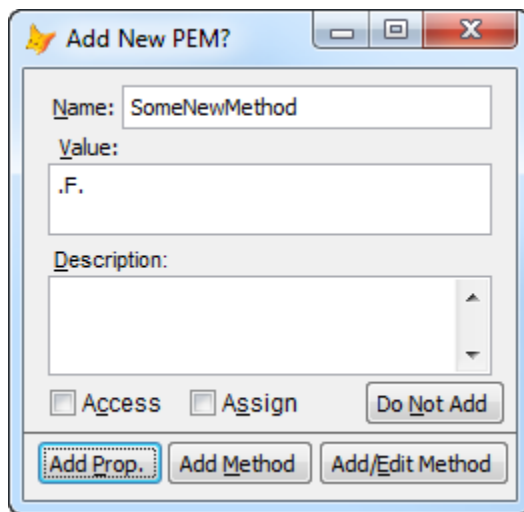 Add New PEM?
Name: SomeNewMethod
Value:
.F.
Description:
Access Assign Do Not Add
Add Prop. Add Method Add/Edit Method